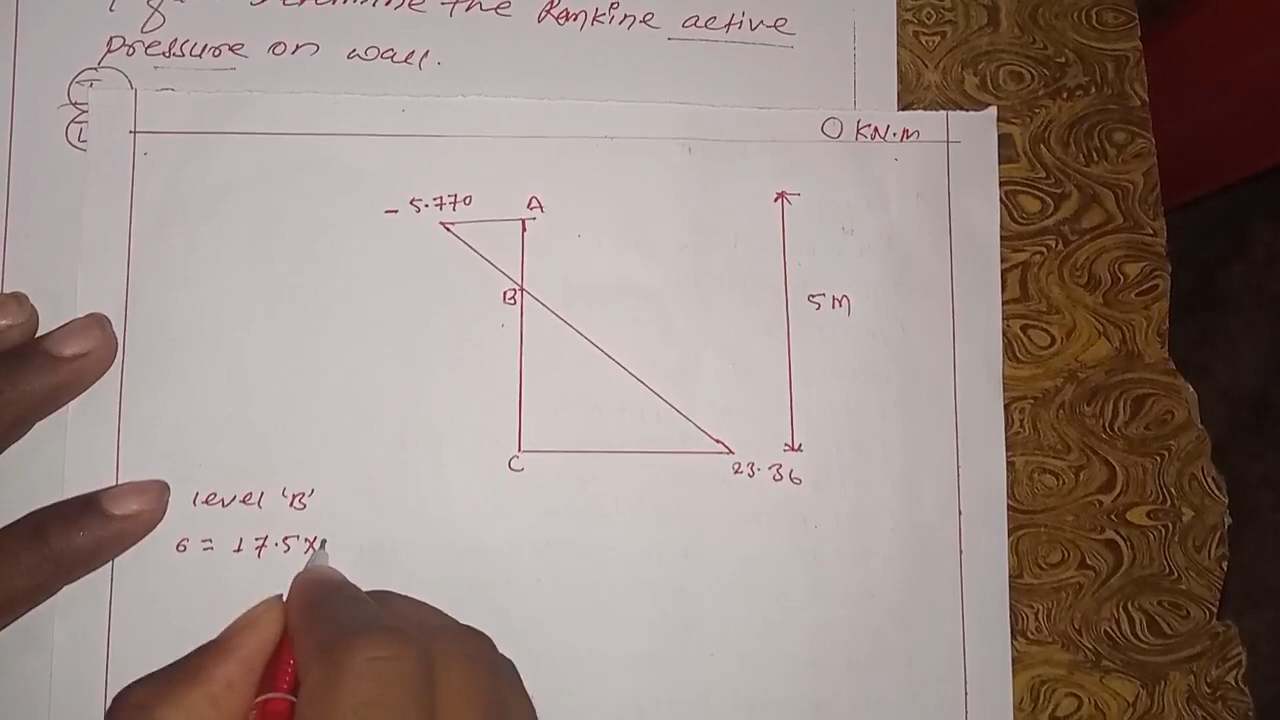 the Rankine active
pressure on wall.
0 KN.M
- 5.770
A
B
5M
C
23.36
level 'B'
6 = 17.5X